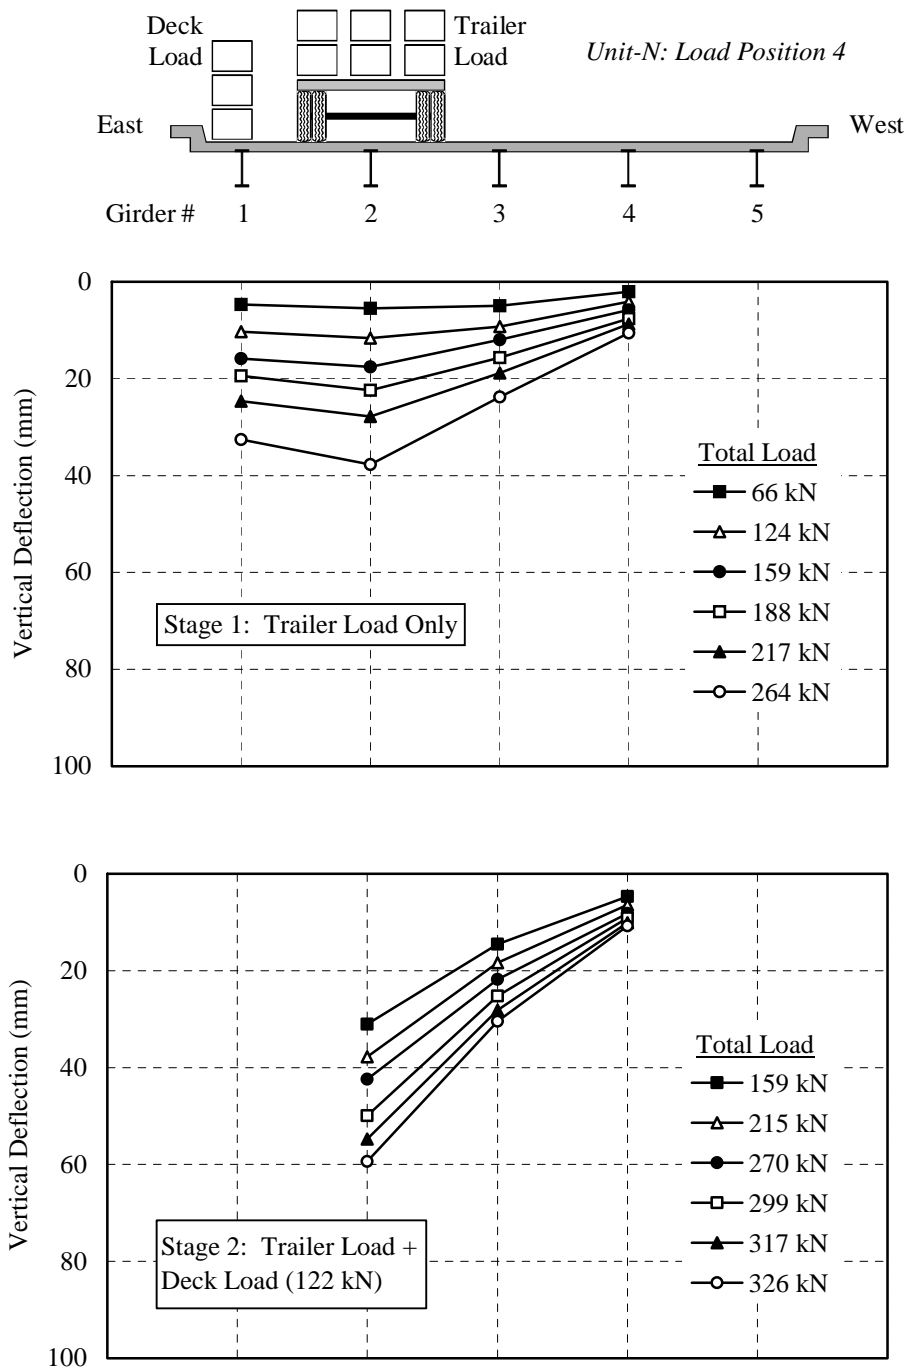 Deck
Load
Trailer
Load
Unit-N: Load Position 4
East
West
Girder # 1 2 3 4 5
Vertical Deflection (mm)
0
20
40
60
80
100
Stage 1: Trailer Load Only
Total Load
66 kN
124 kN
159 kN
188 kN
217 kN
264 kN
Vertical Deflection (mm)
0
20
40
60
80
100
Stage 2: Trailer Load +
Deck Load (122 kN)
Total Load
159 kN
215 kN
270 kN
299 kN
317 kN
326 kN